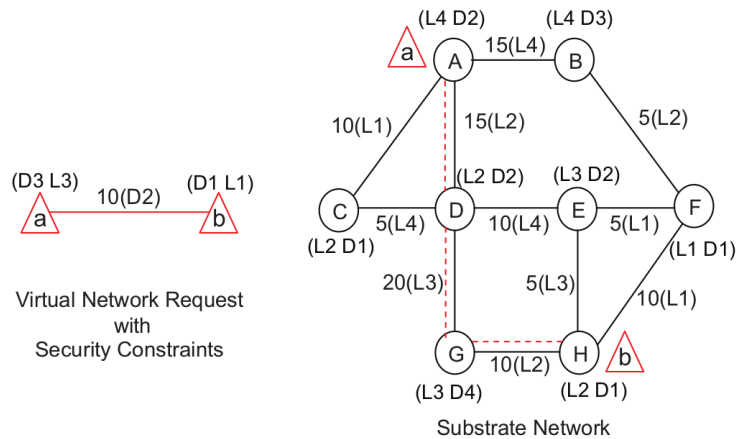 (L4 D2)
(L4 D3)
a
A
15(L4)
B
10(L1)
15(L2)
5(L2)
(D3 L3)
10(D2)
(D1 L1)
a
b
(L2 D2)
(L3 D2)
C
5(L4)
D
10(L4)
E
5(L1)
F
(L2 D1)
(L1 D1)
20(L3)
5(L3)
10(L1)
Virtual Network Request
with
Security Constraints
G
10(L2)
H
b
(L3 D4)
(L2 D1)
Substrate Network